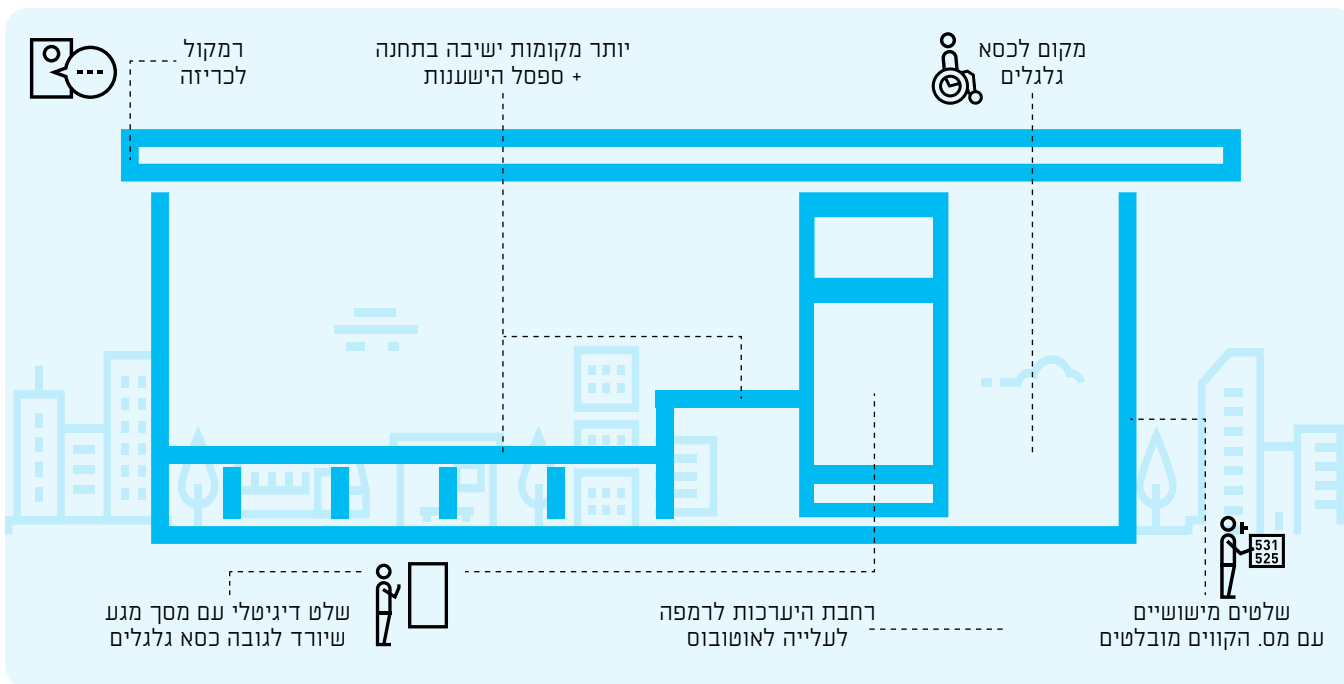 מקום לכסא
גלגלים
יותר מקומות ישיבה בתחנה
+ ספסל הישענות
רמקול
לכריזה
531
525
שלטים מישושיים
עם מס. הקווים מובלטים
רחבת היערכות לרמפה
לעלייה לאוטובוס
שלט דיגיטלי עם מסך מגע
שיורד לגובה כסא גלגלים